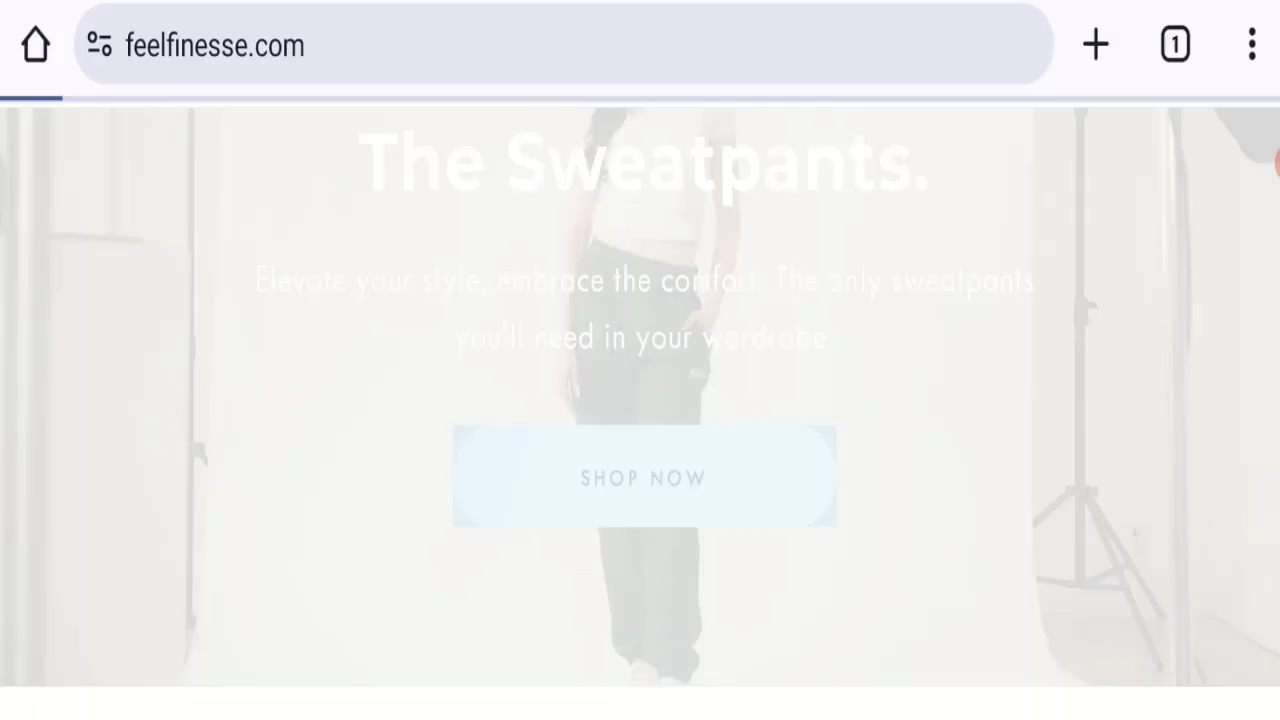 feelfinesse.com
1
The Sweatpants.
Elevate your style, embrace the comfort. The only sweatpants
you'll need in your wardrobe.
SHOP NOW